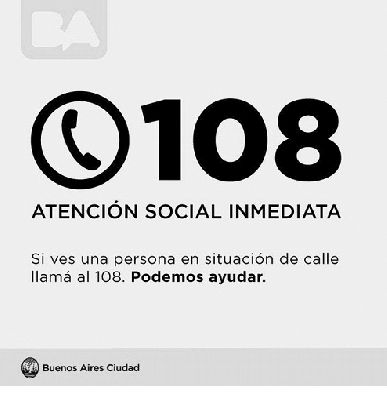 BA
108
ATENCIÓN SOCIAL INMEDIATA
Si ves una persona en situación de calle
llamá al 108. Podemos ayudar.
Buenos Aires Ciudad